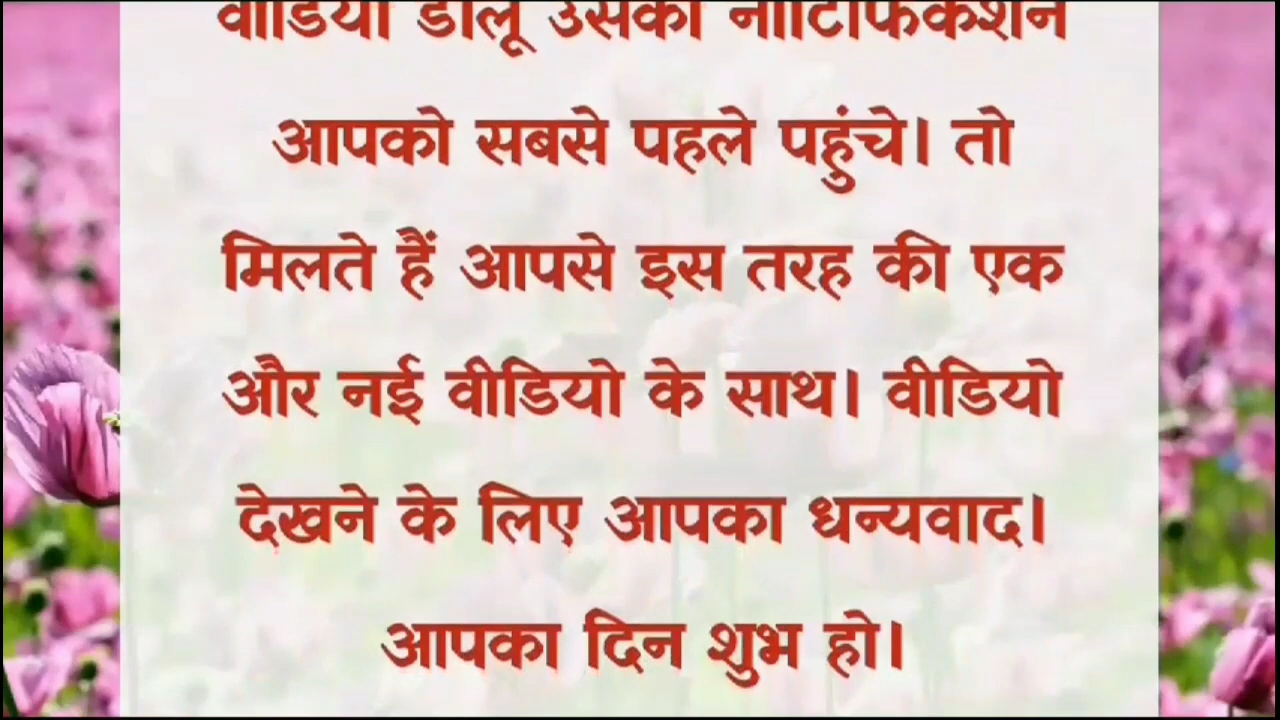 वीडियो डालू उसका नोटिफिकेशन
आपको सबसे पहले पहुंचे। तो
मिलते हैं आपसे इस तरह की एक
और नई वीडियो के साथ। वीडियो
देखने के लिए आपका धन्यवाद।
आपका दिन शुभ हो।